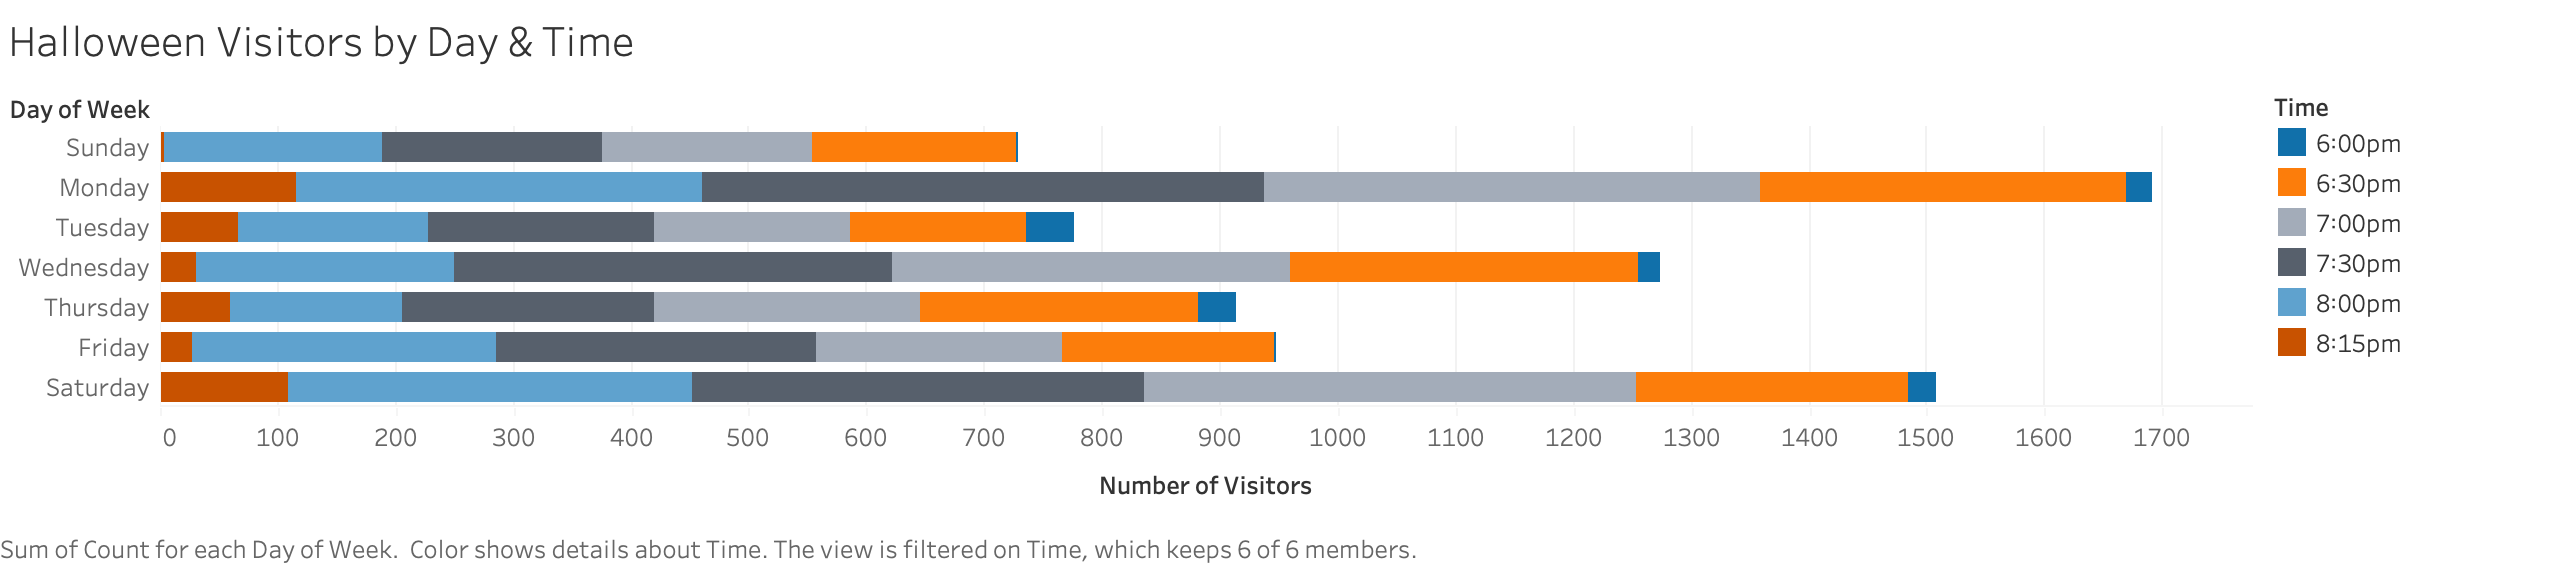 Halloween Visitors by Day & Time
Day of Week
Sunday
Monday
Tuesday
Wednesday
Thursday
Friday
Saturday
0 100 200 300 400 500 600 700 800 900 1000 1100 1200 1300 1400 1500 1600 1700
Number of Visitors
Time
6:00pm
6:30pm
7:00pm
7:30pm
8:00pm
8:15pm
Sum of Count for each Day of Week.  Color shows details about Time. The view is filtered on Time, which keeps 6 of 6 members.